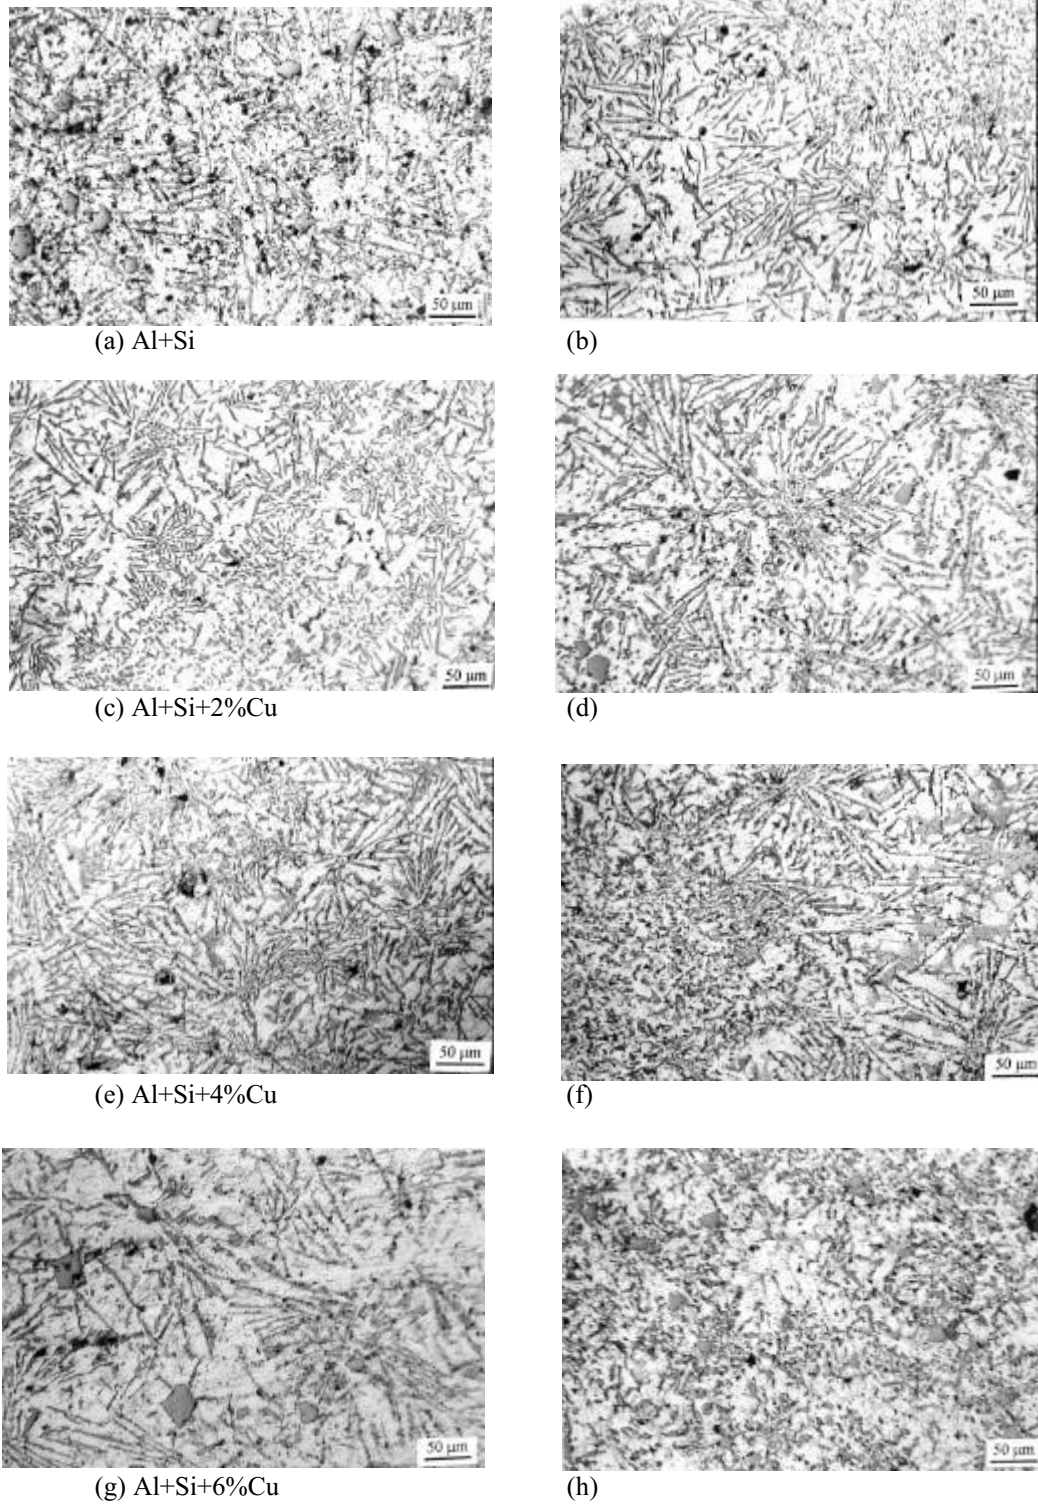 50 µm
50 µm
(a) Al+Si
(b)
50 µm
50 µm
(c) Al+Si+2%Cu
(d)
50 µm
50 µm
(e) Al+Si+4%Cu
(f)
50 µm
50 µm
(g) Al+Si+6%Cu
(h)